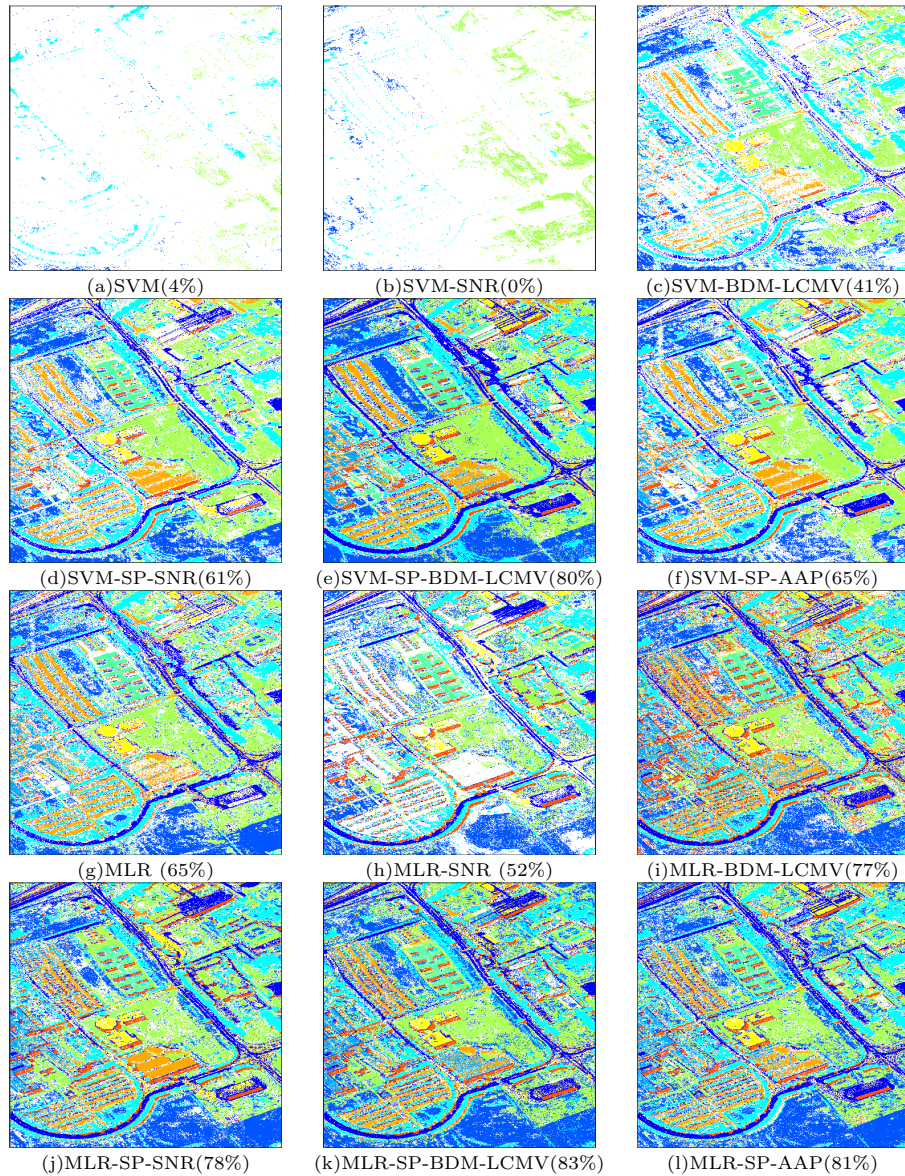 (a)SVM(4%)
(b)SVM-SNR(0%)
(c)SVM-BDM-LCMV(41%)
(d)SVM-SP-SNR(61%)
(e)SVM-SP-BDM-LCMV(80%)
(f)SVM-SP-AAP(65%)
(g)MLR (65%)
(h)MLR-SNR (52%)
(i)MLR-BDM-LCMV(77%)
(j)MLR-SP-SNR(78%)
(k)MLR-SP-BDM-LCMV(83%)
(l)MLR-SP-AAP(81%)